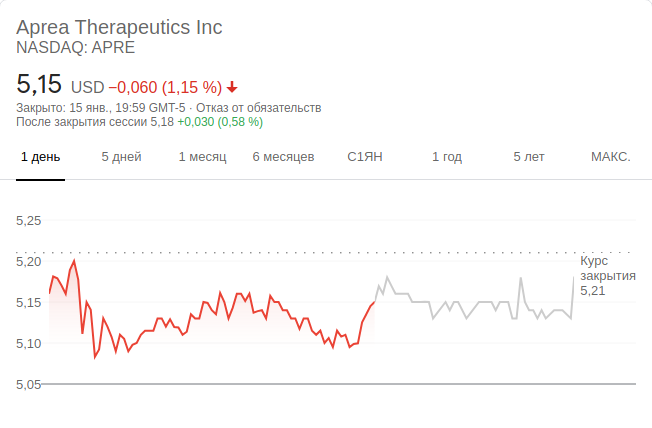 Aprea Therapeutics Inc
NASDAQ: APRE
5,15 USD −0,060 (1,15 %)
Закрыто: 15 янв., 19:59 GMT-5 · Отказ от обязательств
После закрытия сессии 5,18 +0,030 (0,58 %)
1 день 5 дней 1 месяц 6 месяцев С1ЯН 1 год 5 лет МАКС.
5,25
5,20
5,15
5,10
5,05
Курс
закрытия
5,21